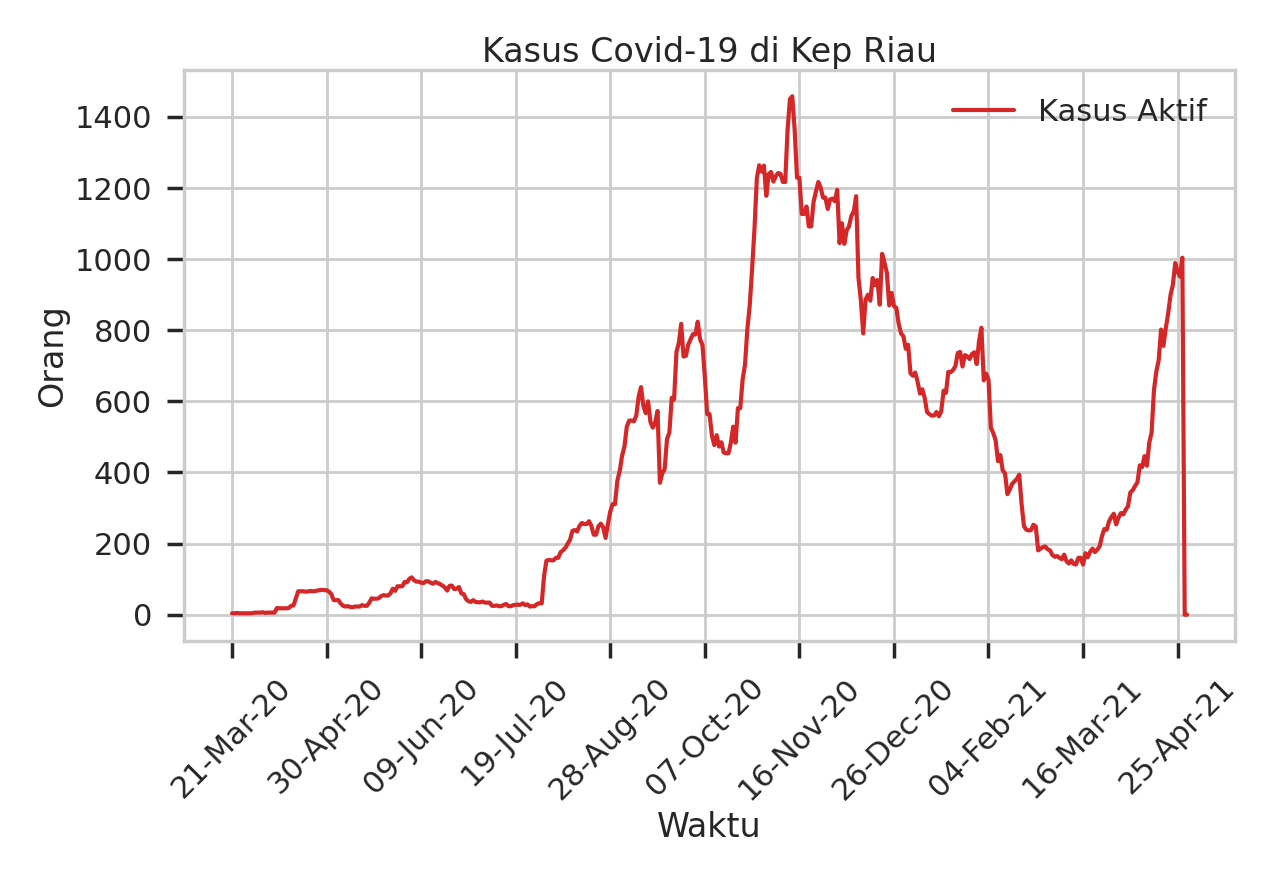 Kasus Covid-19 di Kep Riau
Kasus Aktif
1400
1200
1000
800
600
400
200
0
Orang
21-Mar-20
30-Apr-20
09-Jun-20
19-Jul-20
28-Aug-20
07-Oct-20
16-Nov-20
26-Dec-20
04-Feb-21
16-Mar-21
25-Apr-21
Waktu